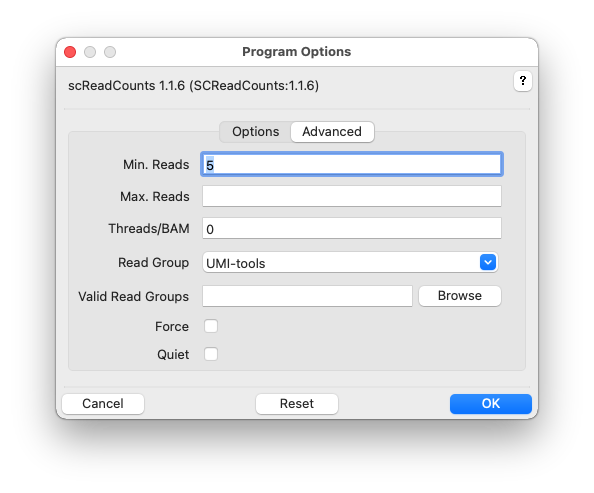 Program Options
scReadCounts 1.1.6 (SCReadCounts:1.1.6)
?
Options Advanced
Min. Reads 5
Max. Reads
Threads/BAM 0
Read Group UMI-tools
Valid Read Groups Browse
Force
Quiet
Cancel Reset OK